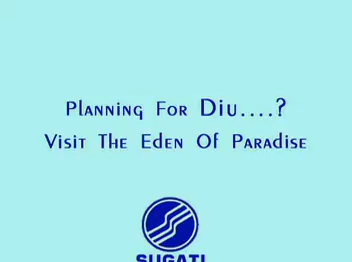 Planning For Diu....?
Visit The Eden Of Paradise
SUGATI